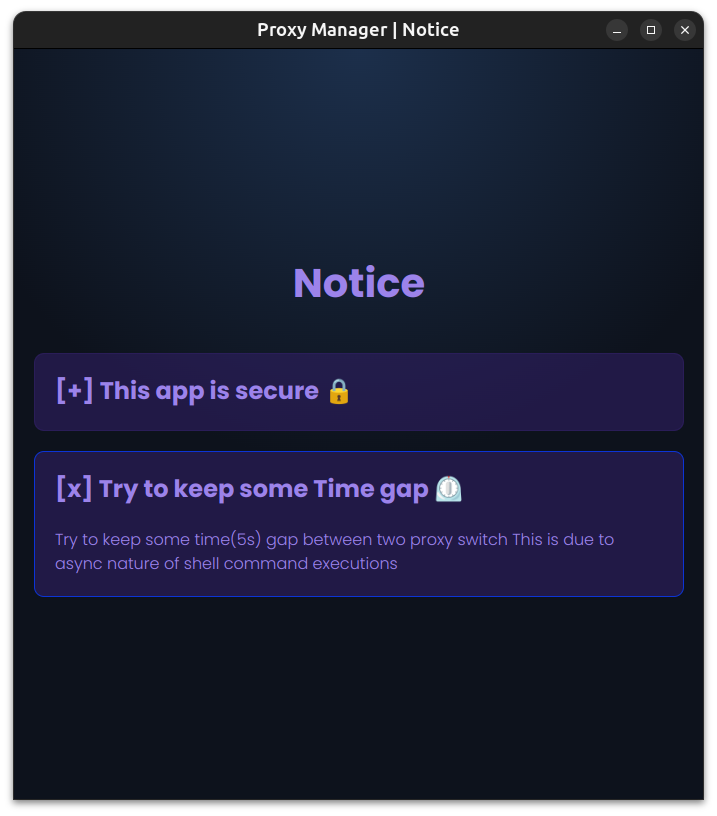 Proxy Manager | Notice
Notice
[+] This app is secure 🔒
[x] Try to keep some Time gap ⏲️
Try to keep some time(5s) gap between two proxy switch This is due to
async nature of shell command executions